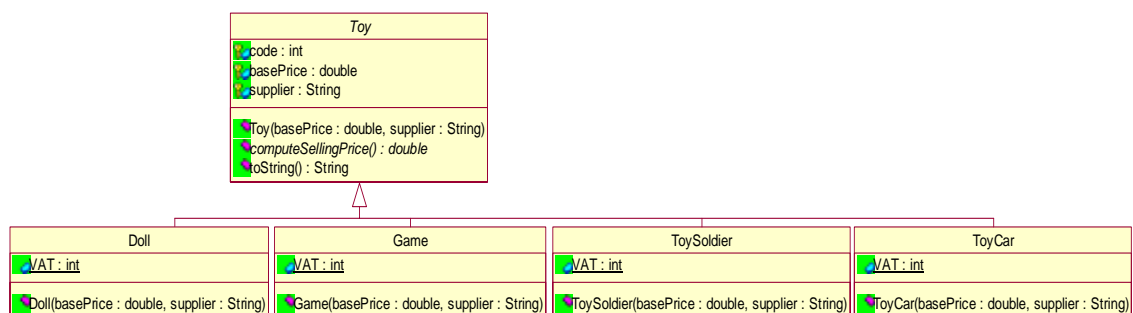 Toy
code : int
basePrice : double
supplier : String
Toy(basePrice : double, supplier : String)
computeSellingPrice() : double
toString() : String
Doll
VAT : int
Doll(basePrice : double, supplier : String)
Game
VAT : int
Game(basePrice : double, supplier : String)
ToySoldier
VAT : int
ToySoldier(basePrice : double, supplier : String)
ToyCar
VAT : int
ToyCar(basePrice : double, supplier : String)